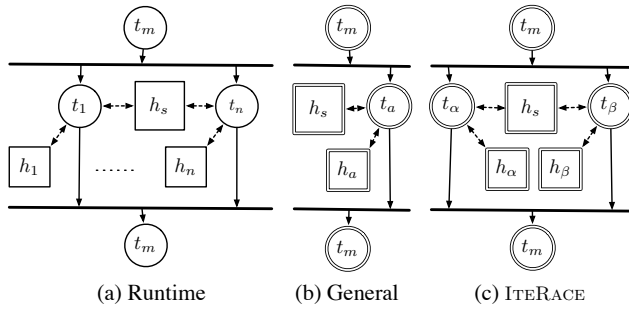 t_m t_m t_m
t_1 h_s t_n h_s t_a t_α h_s t_β
h_1 ...... h_n h_a h_α h_β
t_m t_m t_m
(a) Runtime (b) General (c) ITERACE